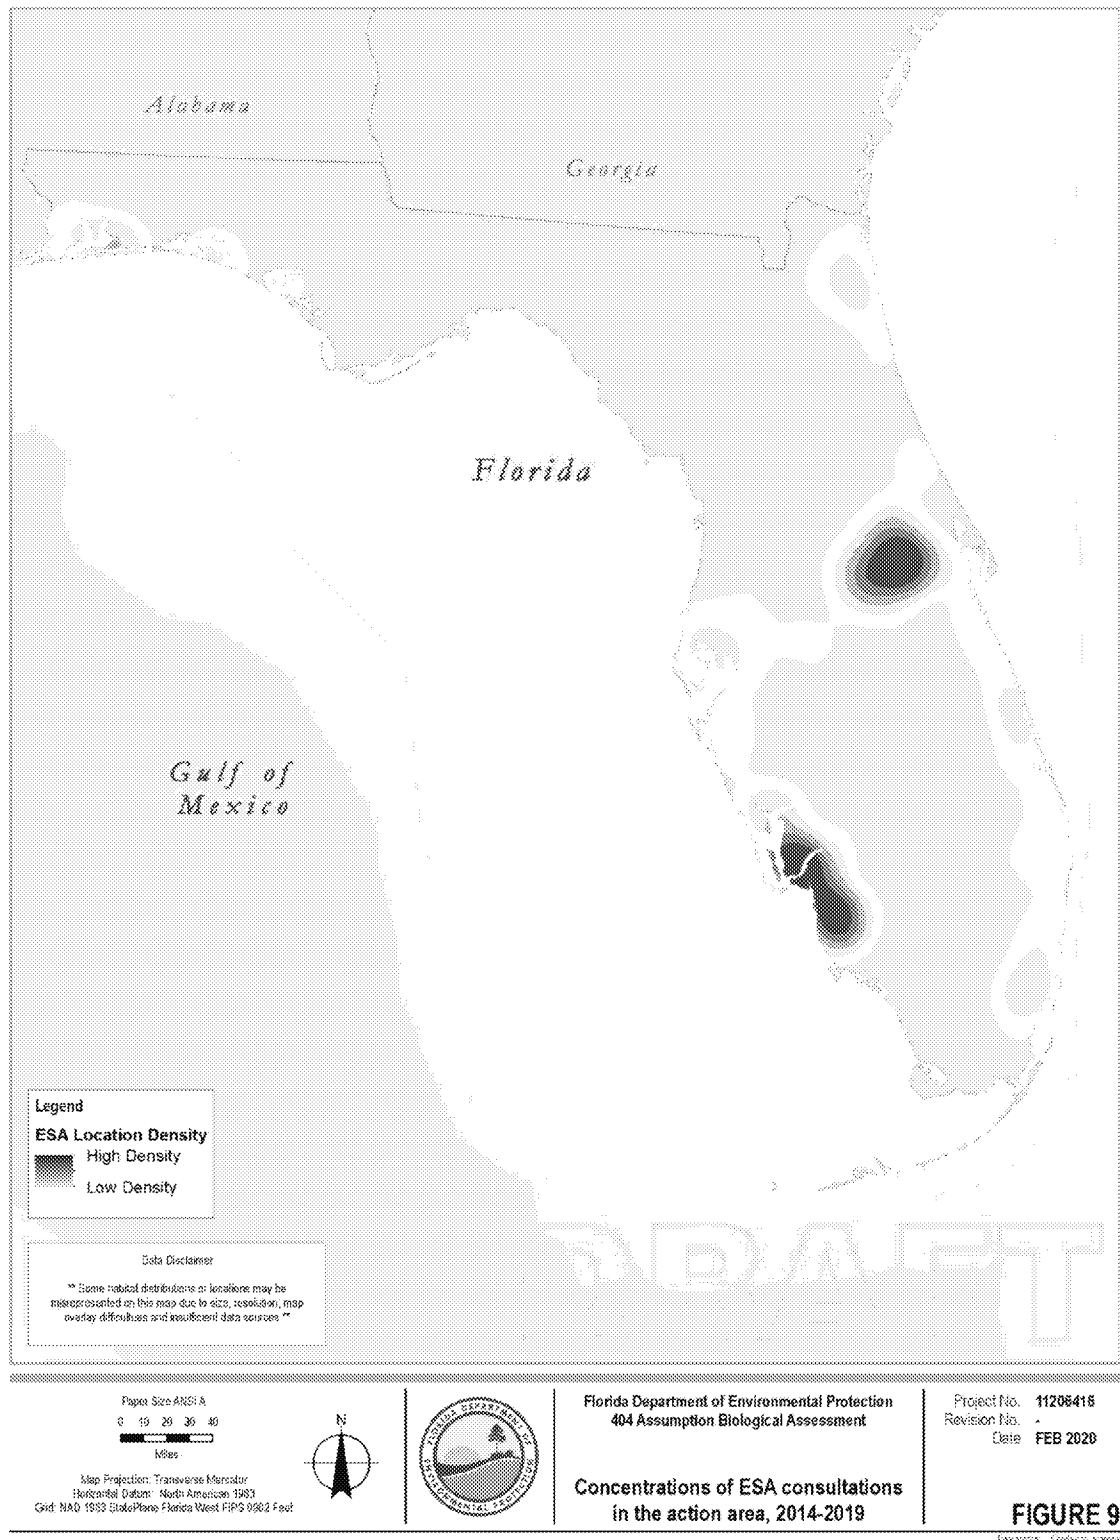 Alabama
Georgia
Florida
Gulf of
Mexico
Legend
ESA Location Density
High Density
Low Density
Data Disclaimer
** Some habitat distributions or locations may be
misrepresented on this map due to size, resolution, map
overlay difficulties and insufficient data sources **
DRAFT
Paper Size ANSI A
0 10 20 30 40
Miles
Map Projection: Transverse Mercator
Horizontal Datum: North American 1983
Grid: NAD 1983 StatePlane Florida West FIPS 0902 Feet
N
FLORIDA DEPARTMENT OF
ENVIRONMENTAL PROTECTION
Florida Department of Environmental Protection
404 Assumption Biological Assessment
Concentrations of ESA consultations
in the action area, 2014-2019
Project No. 11206416
Revision No. -
Date FEB 2020
FIGURE 9